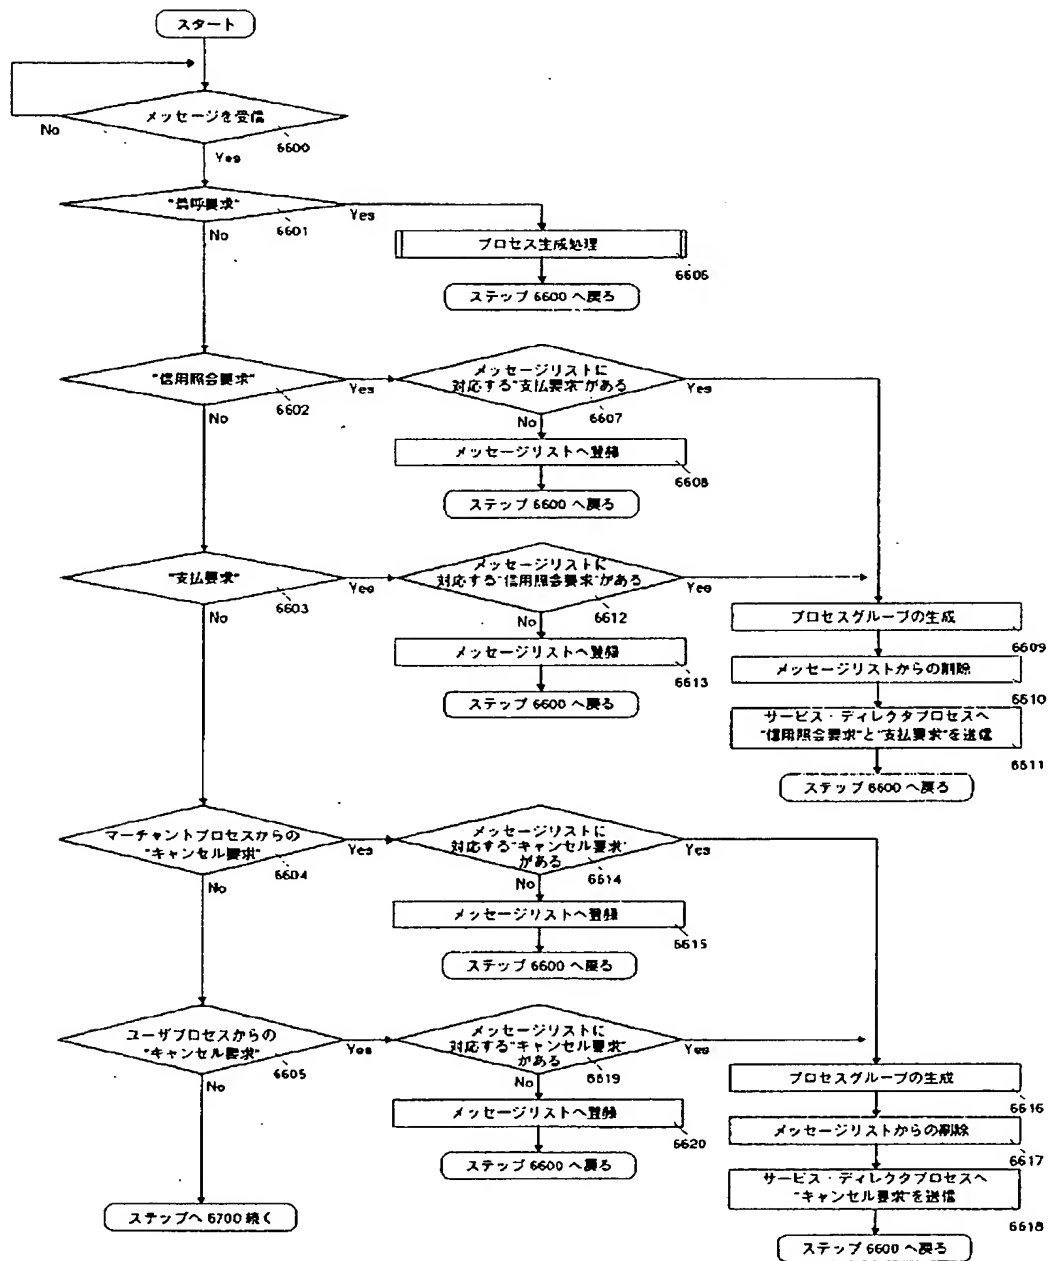 スタート
メッセージを受信
No
6600
Yes
要求"
Yes
6601
No
プロセス生成処理
6606
ステップ 6600 へ戻ろ
"信用照会要求"
Yes
6602
No
メッセージリストに
対応する"支払要求"がある
Yes
6607
No
メッセージリストへ登録
6608
ステップ 6600 へ戻ろ
"支払要求"
Yes
6603
No
メッセージリストに
対応する"信用照会要求"がある
Yes
6612
No
メッセージリストへ登録
6613
ステップ 6600 へ戻ろ
プロセスグループの生成
6609
メッセージリストからの削除
6610
サービス・ディレクタプロセスへ
"信用照会要求"と"支払要求"を送信
6611
ステップ 6600 へ戻ろ
マーチャントプロセスからの
"キャンセル要求"
Yes
6604
No
メッセージリストに
対応する"キャンセル要求"
がある
Yes
6614
No
メッセージリストへ登録
6615
ステップ 6600 へ戻ろ
ユーザプロセスからの
"キャンセル要求"
Yes
6605
No
メッセージリストに
対応する"キャンセル要求"
がある
Yes
6619
No
メッセージリストへ登録
6620
ステップ 6600 へ戻ろ
プロセスグループの生成
6616
メッセージリストからの削除
6617
サービス・ディレクタプロセスへ
"キャンセル要求"を送信
6618
ステップ 6600 へ戻ろ
ステップへ 6700 続く